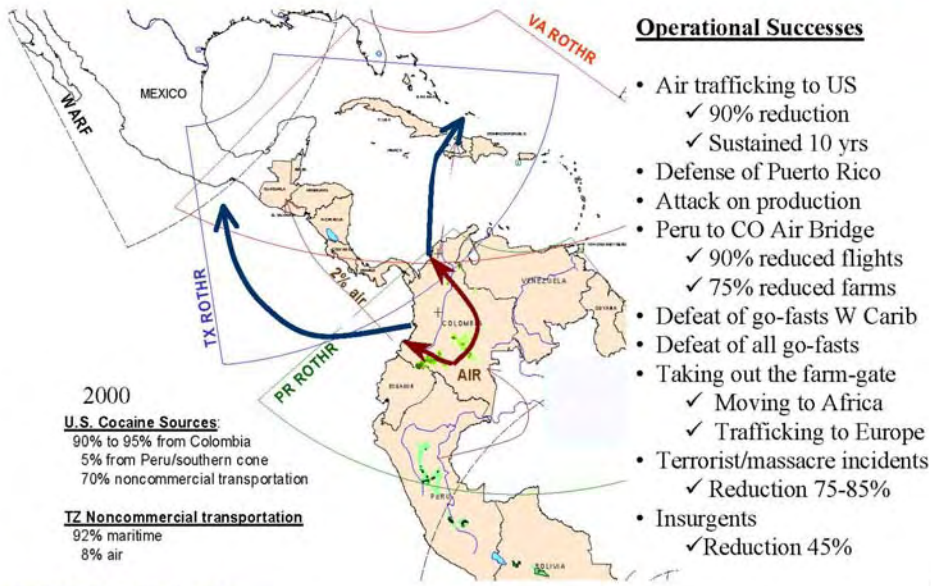 VA ROTHR
MEXICO
WARF
TX ROTHR
2% air
PR ROTHR
VENEZUELA
COLOMBIA
AIR
ECUADOR
PERU
BOLIVIA
2000
U.S. Cocaine Sources:
90% to 95% from Colombia
5% from Peru/southern cone
70% noncommercial transportation
TZ Noncommercial transportation
92% maritime
8% air
Operational Successes
• Air trafficking to US
✓ 90% reduction
✓ Sustained 10 yrs
• Defense of Puerto Rico
• Attack on production
• Peru to CO Air Bridge
✓ 90% reduced flights
✓ 75% reduced farms
• Defeat of go-fasts W Carib
• Defeat of all go-fasts
• Taking out the farm-gate
✓ Moving to Africa
✓ Trafficking to Europe
• Terrorist/massacre incidents
✓ Reduction 75-85%
• Insurgents
✓Reduction 45%